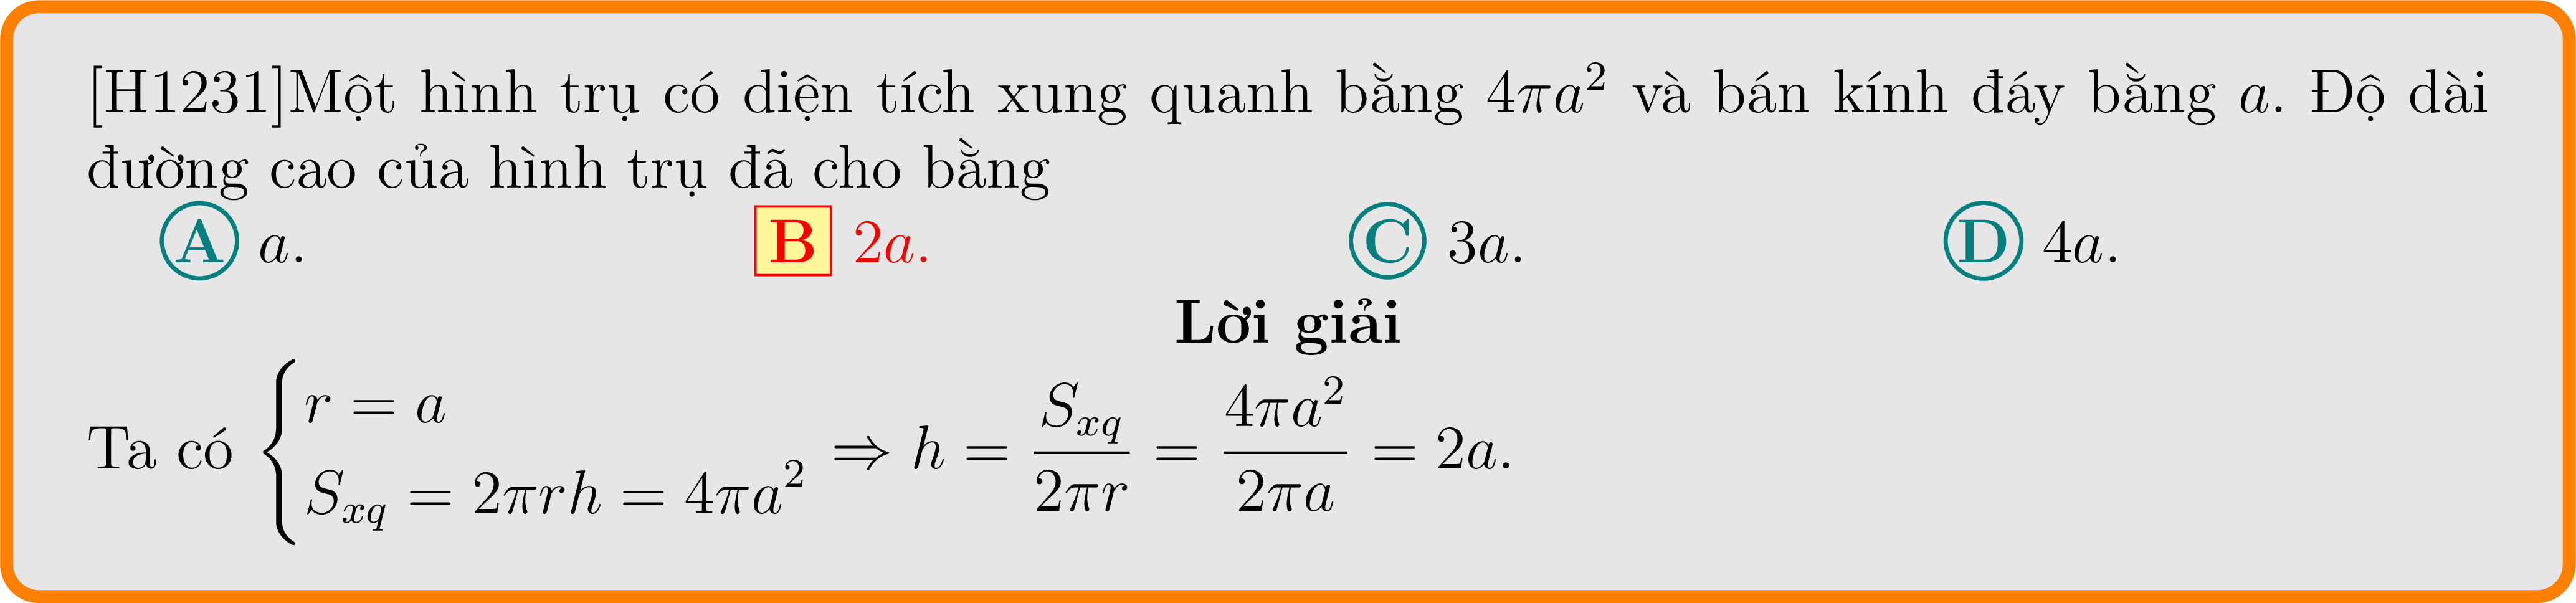 [H1231]Một hình trụ có diện tích xung quanh bằng $4\pi a^2$ và bán kính đáy bằng $a$. Độ dài
đường cao của hình trụ đã cho bằng
A $a$. B $2a$. C $3a$. D $4a$.
Lời giải
Ta có $\begin{cases} r = a \\ S_{xq} = 2\pi rh = 4\pi a^2 \end{cases} \Rightarrow h = \dfrac{S_{xq}}{2\pi r} = \dfrac{4\pi a^2}{2\pi a} = 2a.$